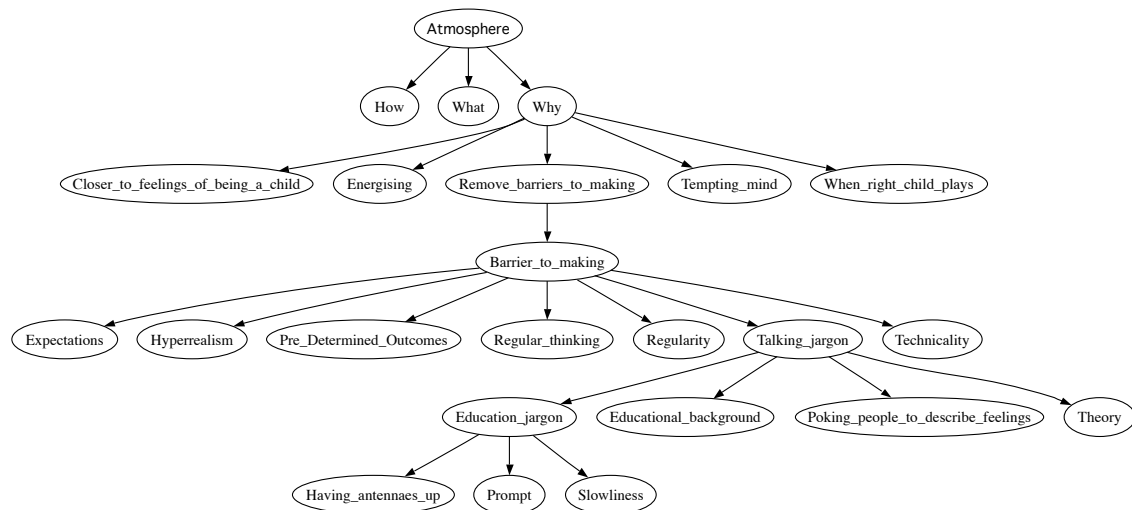 Atmosphere
How What Why
Closer_to_feelings_of_being_a_child Energising Remove_barriers_to_making Tempting_mind When_right_child_plays
Barrier_to_making
Expectations Hyperrealism Pre_Determined_Outcomes Regular_thinking Regularity Talking_jargon Technicality
Education_jargon Educational_background Poking_people_to_describe_feelings Theory
Having_antennaes_up Prompt Slowliness